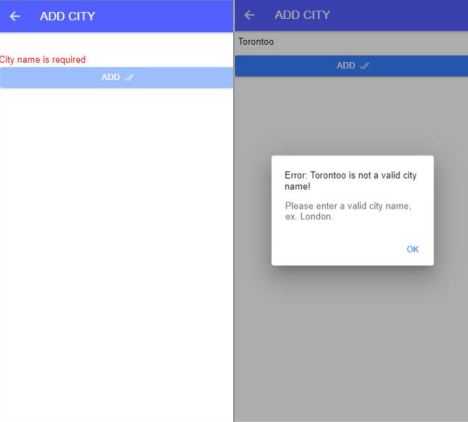 ADD CITY
City name is required
ADD
ADD CITY
Torontoo
ADD
Error: Torontoo is not a valid city
name!
Please enter a valid city name,
ex. London.
OK